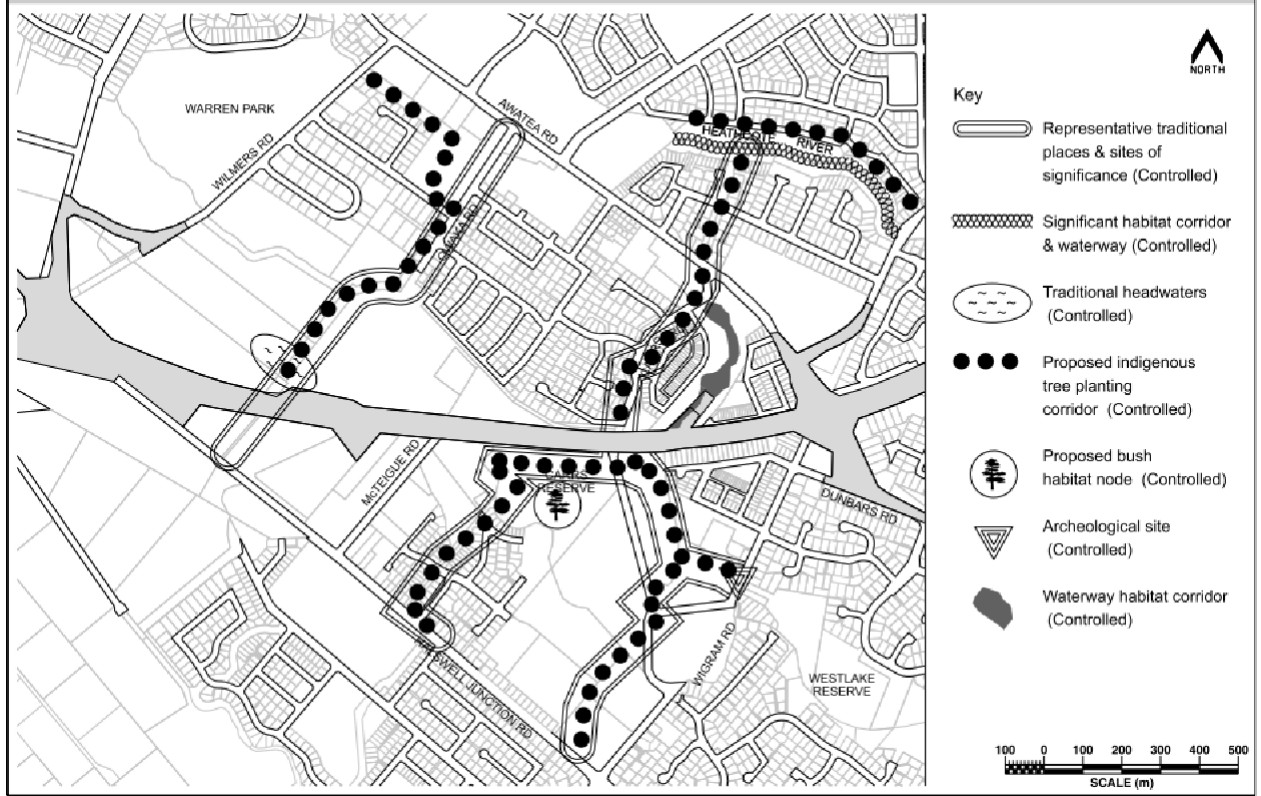 WARREN PARK
WILMERS RD
AWATEA RD
HEATHCOTE RIVER
McTEIGUE RD
CARRS
RESERVE
DUNBARS RD
WIGRAM RD
WESTLAKE
RESERVE
JUNCTION RD
NORTH
Key
Representative traditional
places & sites of
significance (Controlled)
Significant habitat corridor
& waterway (Controlled)
Traditional headwaters
(Controlled)
Proposed indigenous
tree planting
corridor (Controlled)
Proposed bush
habitat node (Controlled)
Archeological site
(Controlled)
Waterway habitat corridor
(Controlled)
100 0 100 200 300 400 500
SCALE (m)